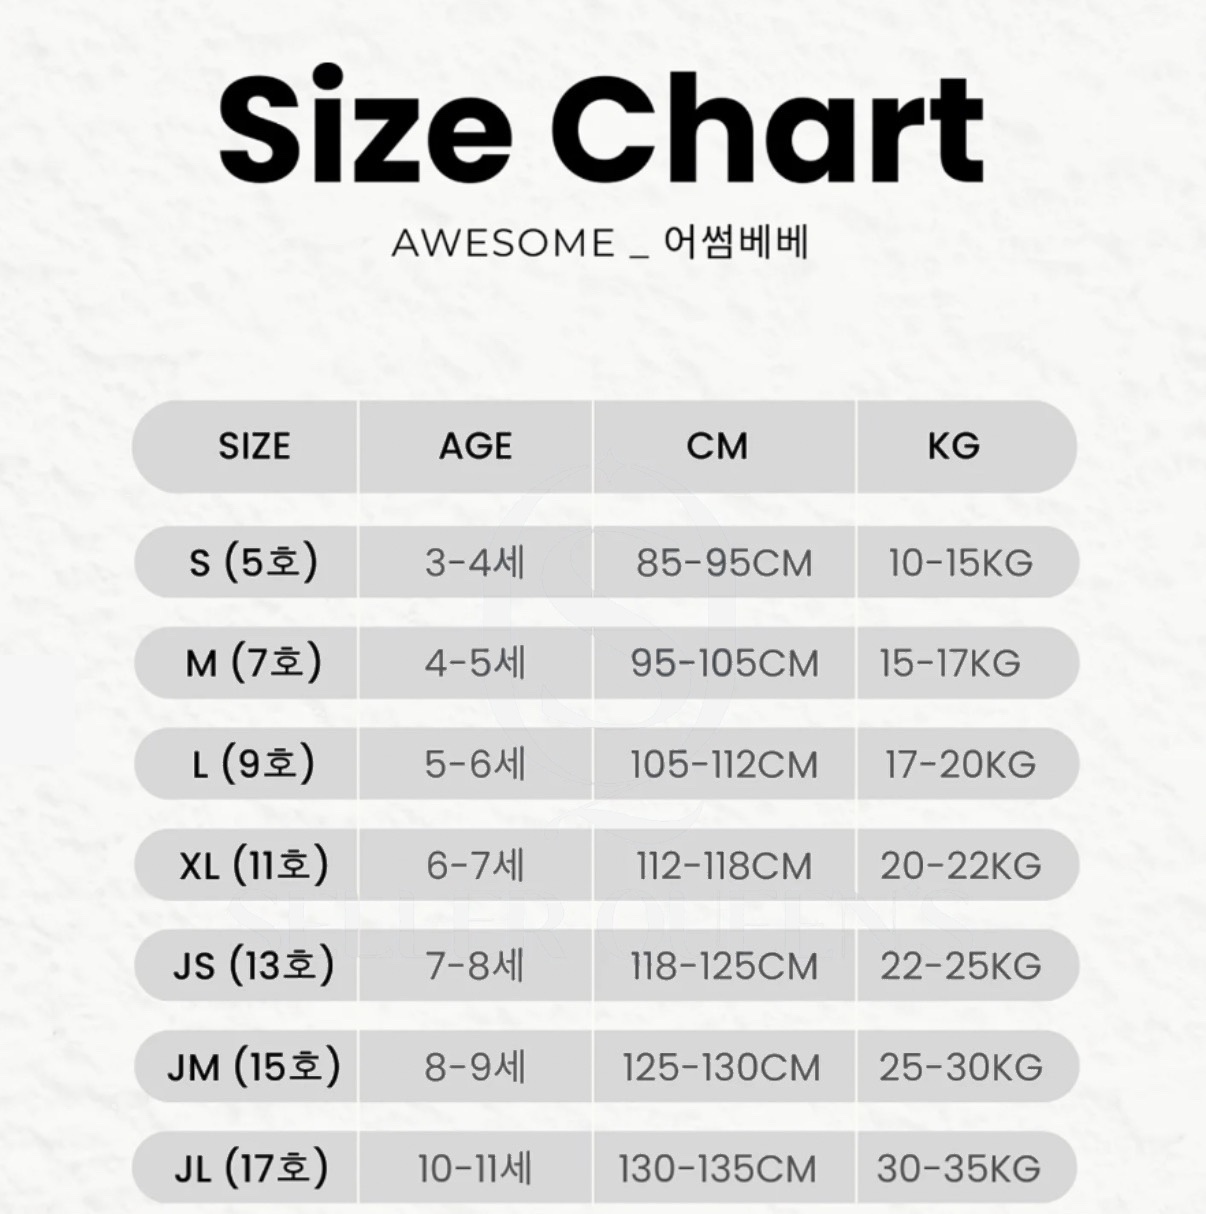 Size Chart
AWESOME _ 어썸베베
SIZE AGE CM KG
S (5호) 3-4세 85-95CM 10-15KG
M (7호) 4-5세 95-105CM 15-17KG
L (9호) 5-6세 105-112CM 17-20KG
XL (11호) 6-7세 112-118CM 20-22KG
SELLER QUEENS
JS (13호) 7-8세 118-125CM 22-25KG
JM (15호) 8-9세 125-130CM 25-30KG
JL (17호) 10-11세 130-135CM 30-35KG